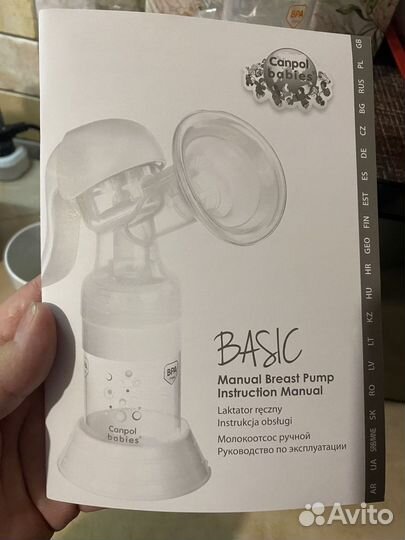 Canpol
babies
BASIC
Manual Breast Pump
Instruction Manual
Laktator ręczny
Instrukcja obsługi
Молокоотсос ручной
Руководство по эксплуатации
BPA
Canpol
babies®
AR UA SRB/MNE SK RO LV LT KZ HU HR GEO FIN EST ES DE CZ BG RUS PL GB
BPA
Avito